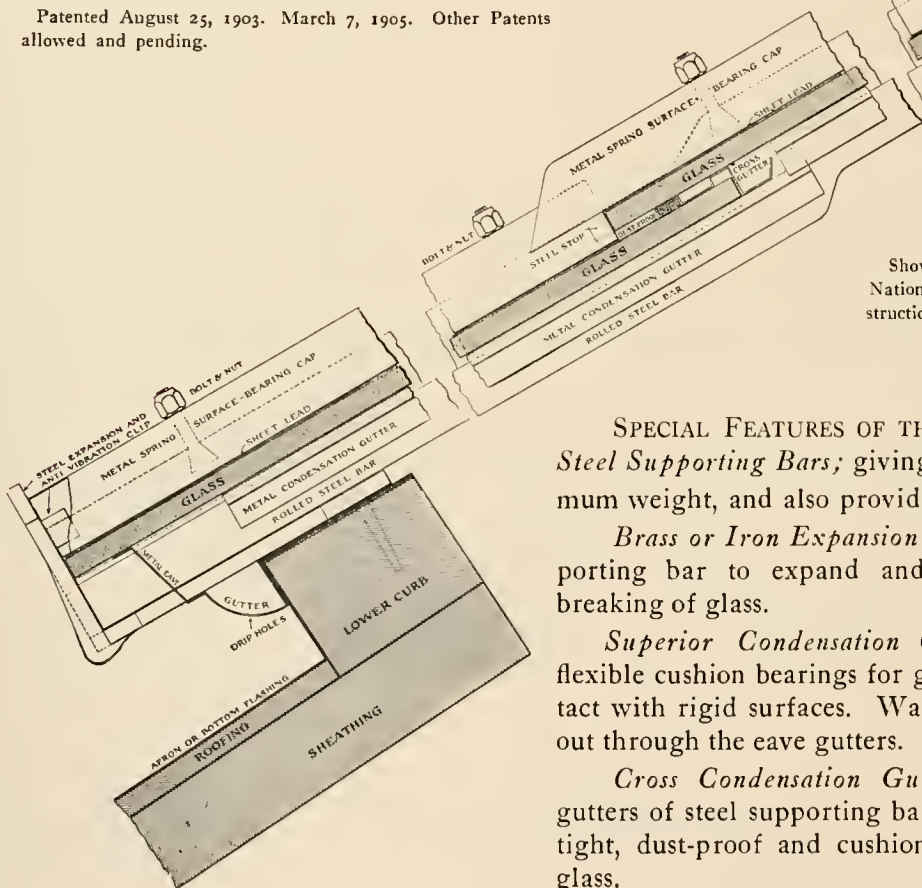 Patented August 25, 1903. March 7, 1905. Other Patents
allowed and pending.
BEARING CAP
METAL SPRING SURFACE-
SHEET LEAD
GLASS
CROSS
GUTTER
DUST PROOF
BOLT & NUT
STEEL STOP
GLASS
METAL CONDENSATION GUTTER
ROLLED STEEL BAR
BOLT & NUT
STEEL EXPANSION AND
ANTI VIBRATION CLIP
METAL SPRING SURFACE-BEARING CAP
SHEET LEAD
GLASS
METAL CONDENSATION GUTTER
ROLLED STEEL BAR
METAL EAVE
GUTTER
DRIP HOLES
LOWER CURB
APRON OR BOTTOM FLASHING
ROOFING
SHEATHING
Show
Nation
struction
SPECIAL FEATURES OF TH
Steel Supporting Bars; giving
mum weight, and also provid
Brass or Iron Expansion
porting bar to expand and
breaking of glass.
Superior Condensation
flexible cushion bearings for g
tact with rigid surfaces. Wa
out through the eave gutters.
Cross Condensation Gu
gutters of steel supporting ba
tight, dust-proof and cushion
glass.